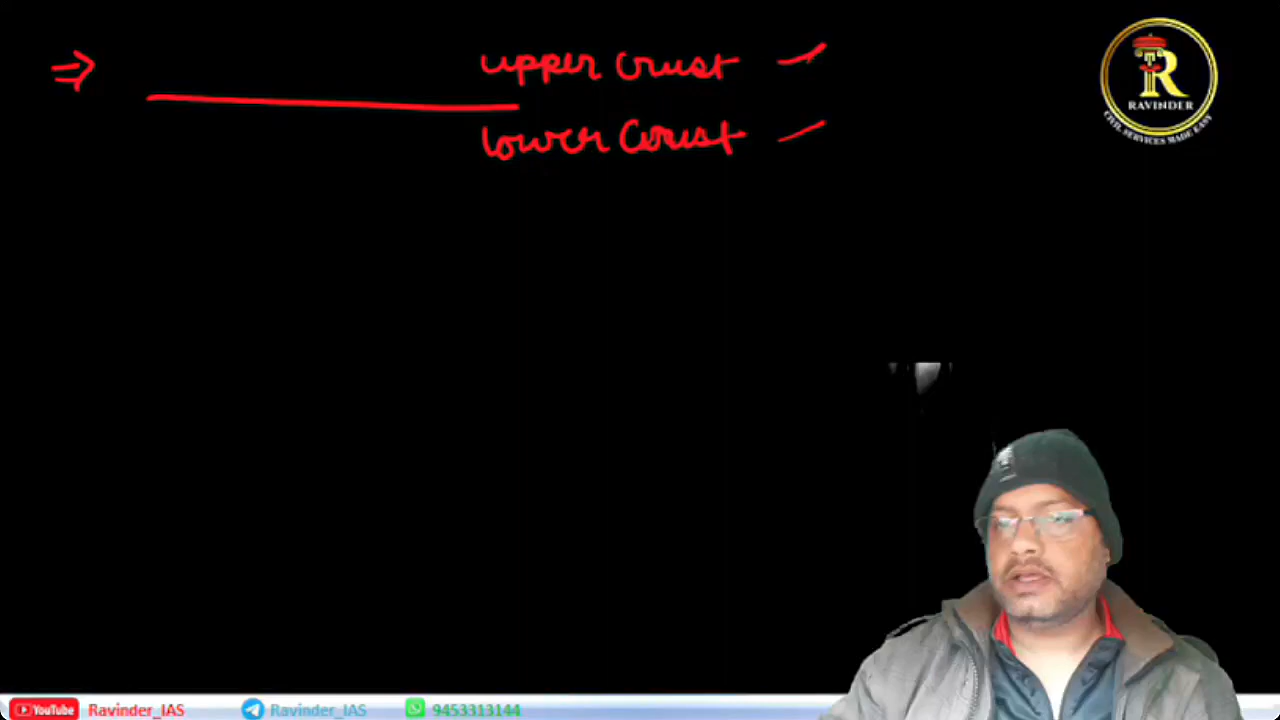 ⇒ upper crust
lower crust
R
RAVINDER
CIVIL SERVICES MADE EASY
YouTube Ravinder_IAS Ravinder_IAS 9453313144